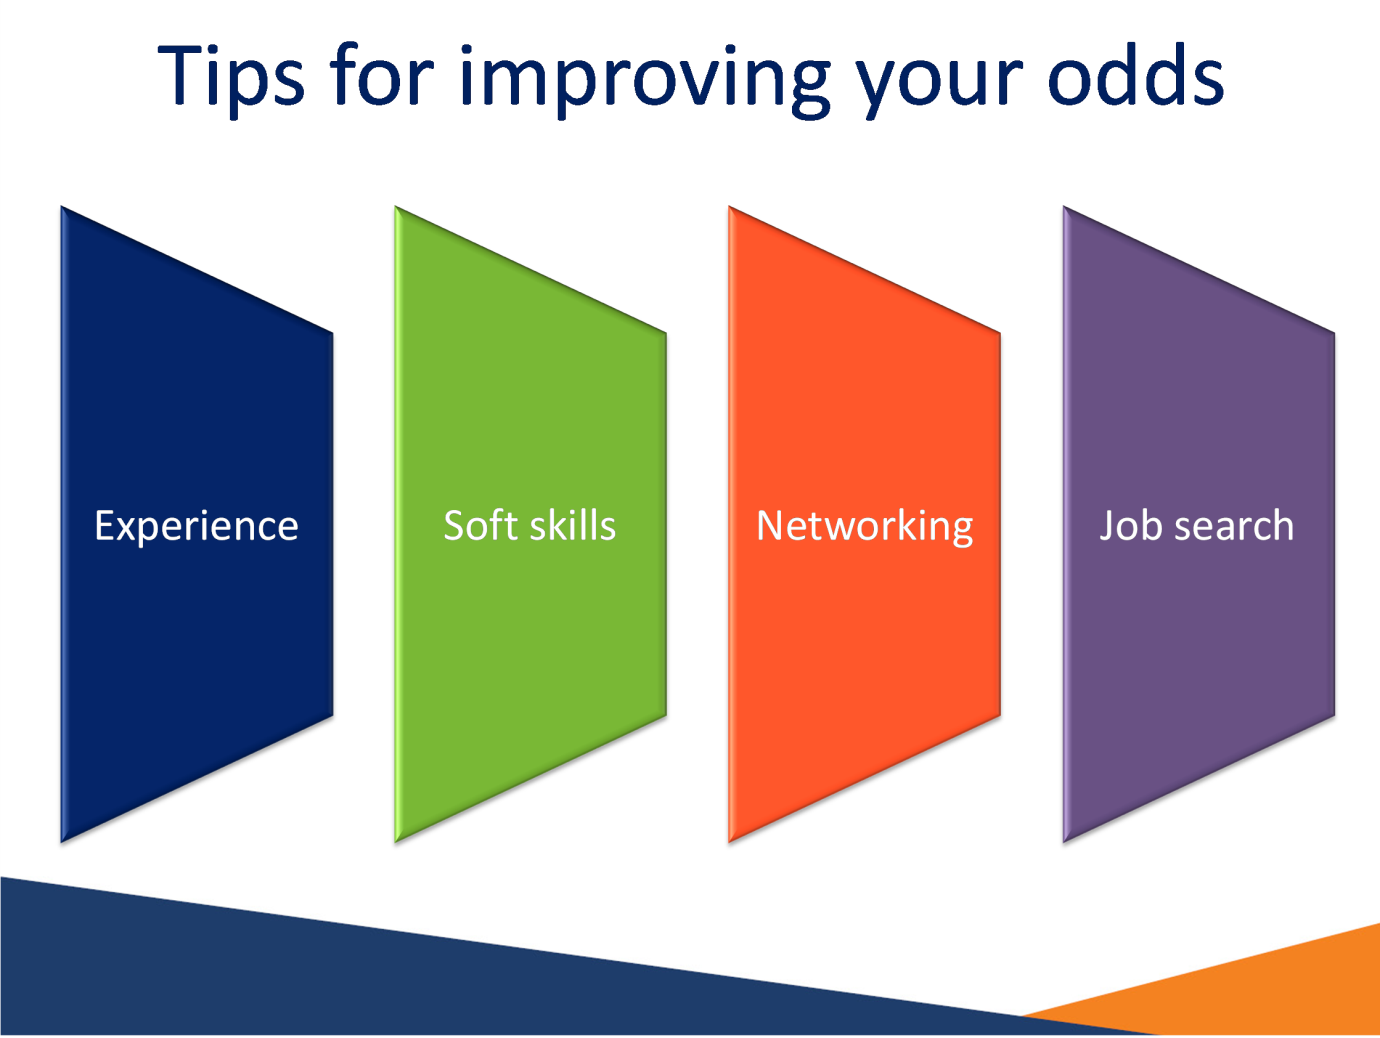 Tips for improving your odds
Experience
Soft skills
Networking
Job search